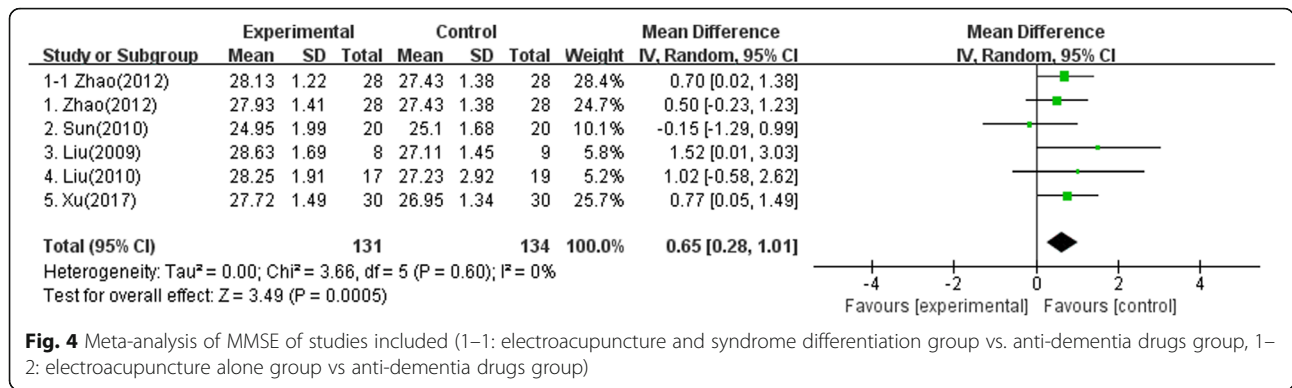 Experimental Control Mean Difference Mean Difference
Study or Subgroup Mean SD Total Mean SD Total Weight IV, Random, 95% CI IV, Random, 95% CI
1-1 Zhao(2012) 28.13 1.22 28 27.43 1.38 28 28.4% 0.70 [0.02, 1.38]
1. Zhao(2012) 27.93 1.41 28 27.43 1.38 28 24.7% 0.50 [-0.23, 1.23]
2. Sun(2010) 24.95 1.99 20 25.1 1.68 20 10.1% -0.15 [-1.29, 0.99]
3. Liu(2009) 28.63 1.69 8 27.11 1.45 9 5.8% 1.52 [0.01, 3.03]
4. Liu(2010) 28.25 1.91 17 27.23 2.92 19 5.2% 1.02 [-0.58, 2.62]
5. Xu(2017) 27.72 1.49 30 26.95 1.34 30 25.7% 0.77 [0.05, 1.49]
Total (95% CI) 131 134 100.0% 0.65 [0.28, 1.01]
Heterogeneity: Tau² = 0.00; Chi² = 3.66, df = 5 (P = 0.60); I² = 0%
Test for overall effect: Z = 3.49 (P = 0.0005)
-4 -2 0 2 4
Favours [experimental] Favours [control]
Fig. 4 Meta-analysis of MMSE of studies included (1–1: electroacupuncture and syndrome differentiation group vs. anti-dementia drugs group, 1–
2: electroacupuncture alone group vs anti-dementia drugs group)